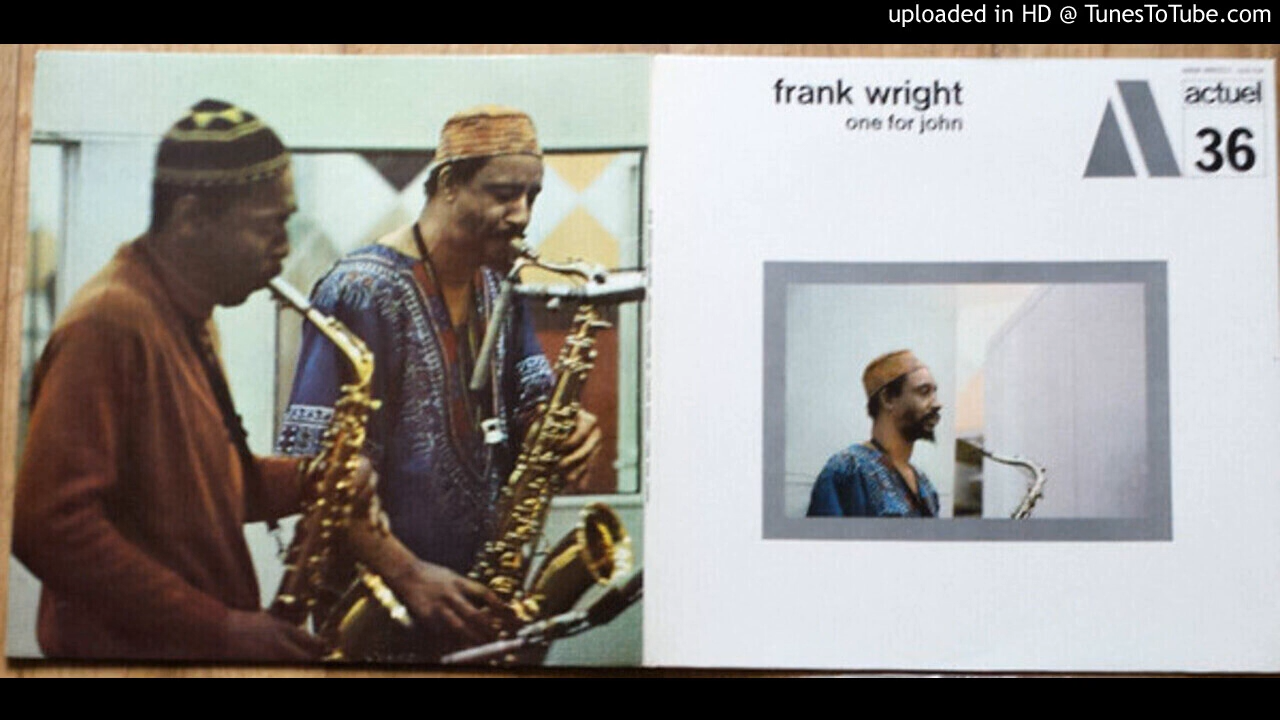 uploaded in HD @ TunesToTube.com
frank wright
one for john
actuel
36